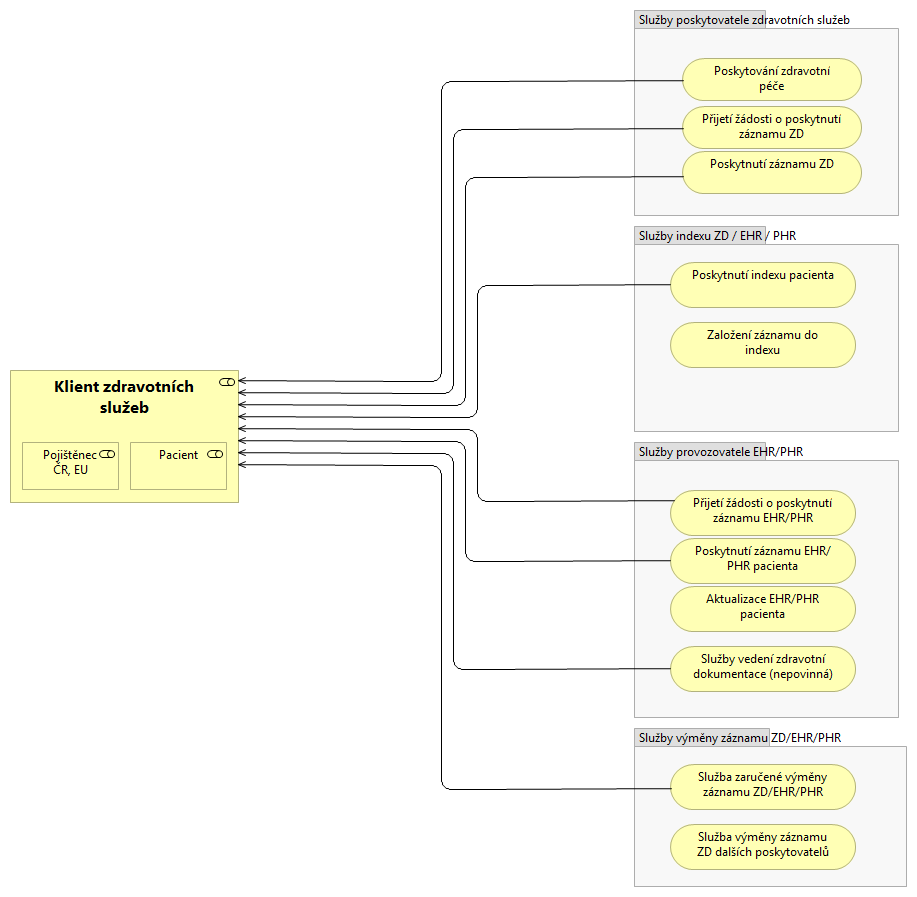 Služby poskytovatele zdravotních služeb
Poskytování zdravotní
péče
Přijetí žádosti o poskytnutí
záznamu ZD
Poskytnutí záznamu ZD
Služby indexu ZD / EHR / PHR
Poskytnutí indexu pacienta
Založení záznamu do
indexu
Klient zdravotních
služeb
Pojištěnec
ČR, EU
Pacient
Služby provozovatele EHR/PHR
Přijetí žádosti o poskytnutí
záznamu EHR/PHR
Poskytnutí záznamu EHR/
PHR pacienta
Aktualizace EHR/PHR
pacienta
Služby vedení zdravotní
dokumentace (nepovinná)
Služby výměny záznamu ZD/EHR/PHR
Služba zaručené výměny
záznamu ZD/EHR/PHR
Služba výměny záznamu
ZD dalších poskytovatelů